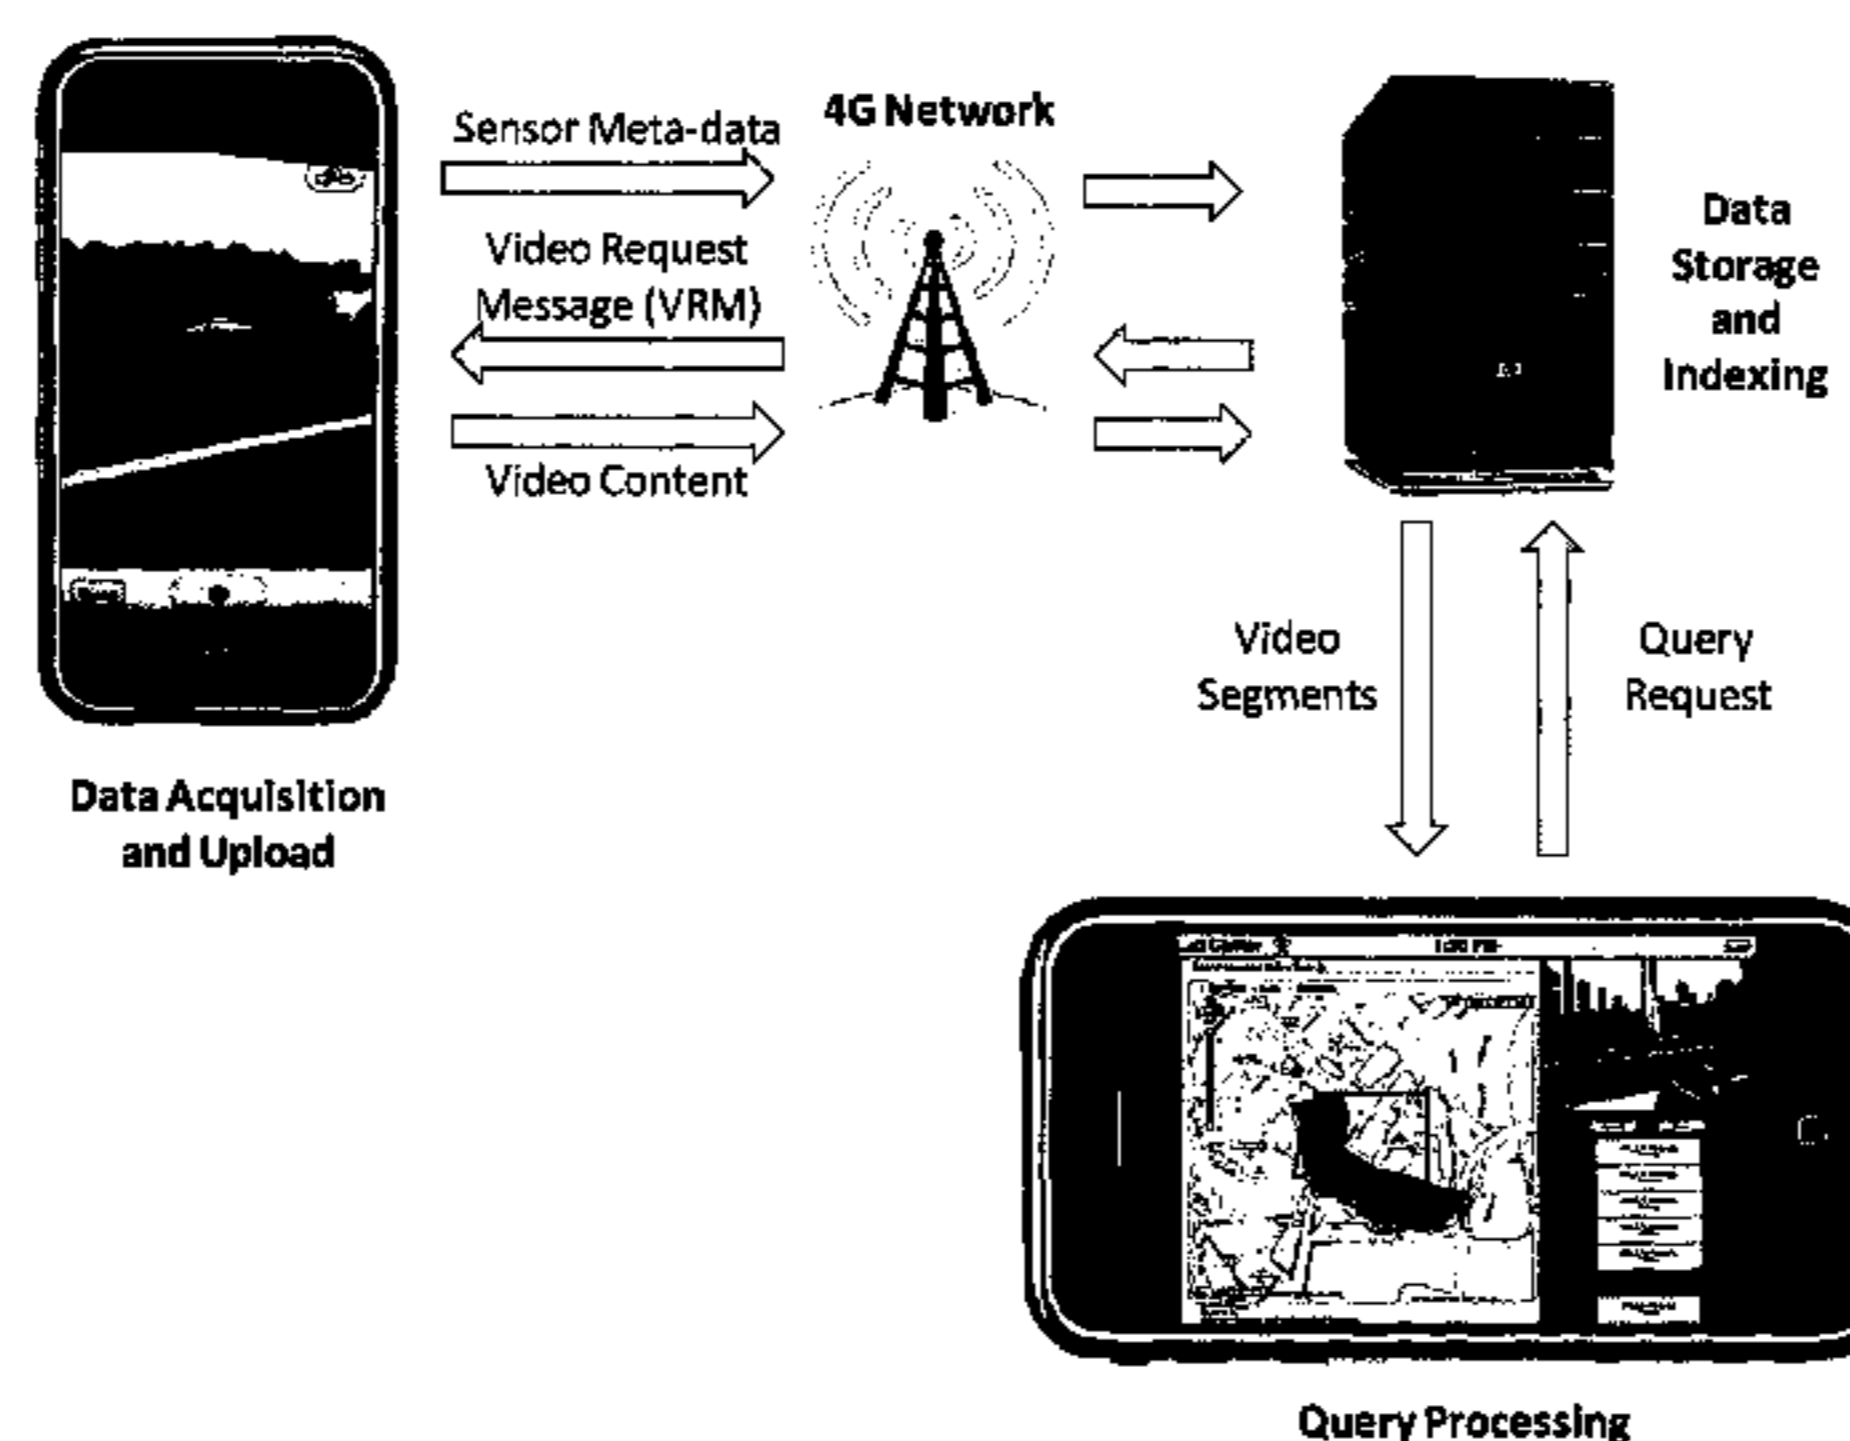 Sensor Meta-data
4G Network
Video Request
Message (VRM)
Video Content
Data
Storage
and
Indexing
Video
Segments
Query
Request
Data Acquisition
and Upload
Query Processing